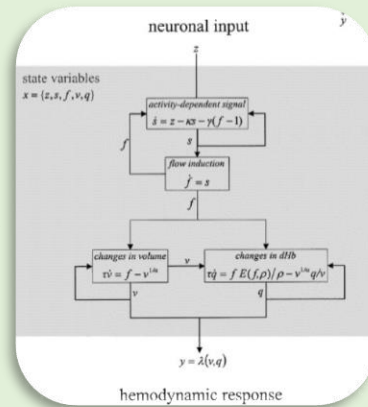 ẏ
neuronal input
z
state variables
x = {z, s, f, v, q}
activity-dependent signal
ṡ = z − κs − γ(f − 1)
f
s
flow induction
ḟ = s
f
changes in volume
τv̇ = f − v^{1/α}
v
changes in dHb
τq̇ = f E(f,ρ)/ρ − v^{1/α} q/v
v
q
y = λ(v,q)
hemodynamic response